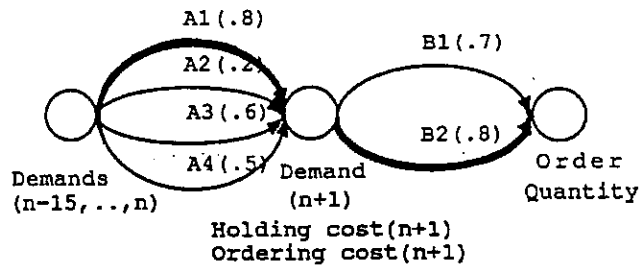 A1(.8)
A2(.2)
A3(.6)
A4(.5)
B1(.7)
B2(.8)
Demands
(n-15,..,n)
Demand
(n+1)
Holding cost(n+1)
Ordering cost(n+1)
Order
Quantity